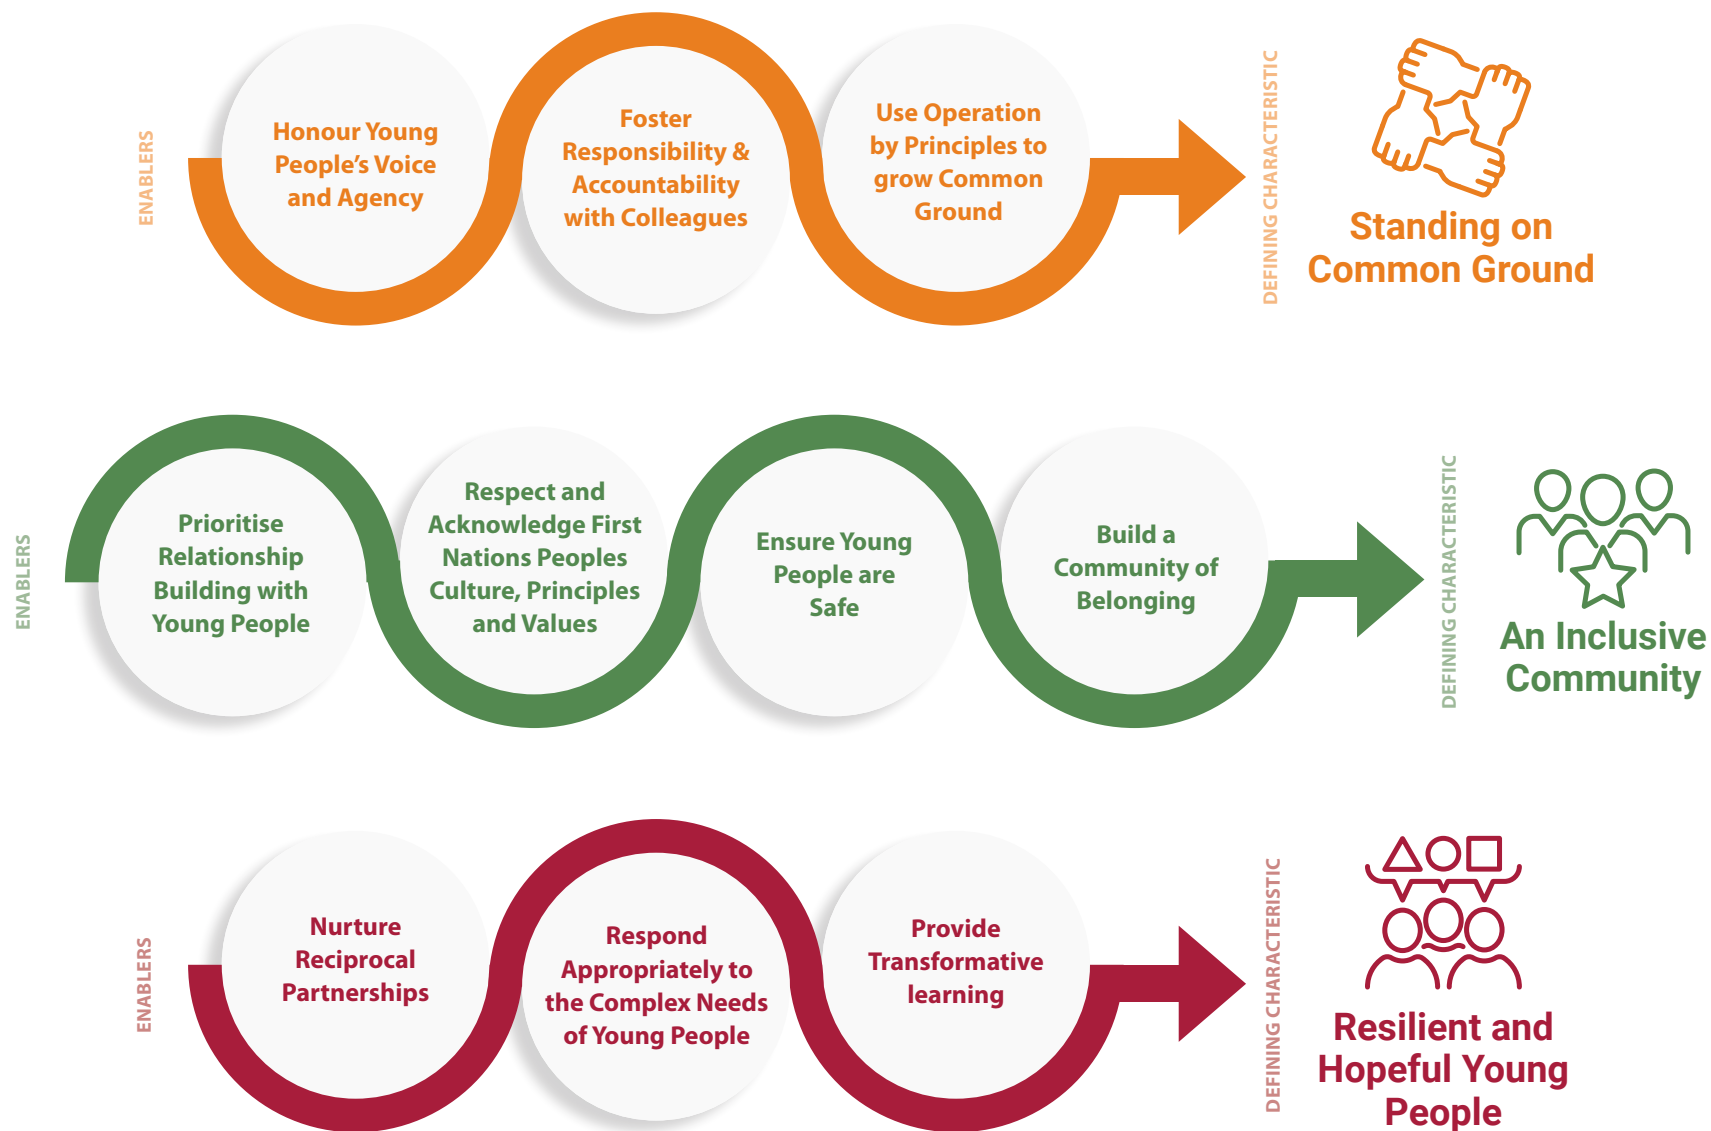 ENABLERS
Honour Young
People's Voice
and Agency
Foster
Responsibility &
Accountability
with Colleagues
Use Operation
by Principles to
grow Common
Ground
DEFINING CHARACTERISTIC
Standing on
Common Ground
ENABLERS
Prioritise
Relationship
Building with
Young People
Respect and
Acknowledge First
Nations Peoples
Culture, Principles
and Values
Ensure Young
People are
Safe
Build a
Community of
Belonging
DEFINING CHARACTERISTIC
An Inclusive
Community
ENABLERS
Nurture
Reciprocal
Partnerships
Respond
Appropriately to
the Complex Needs
of Young People
Provide
Transformative
learning
DEFINING CHARACTERISTIC
Resilient and
Hopeful Young
People